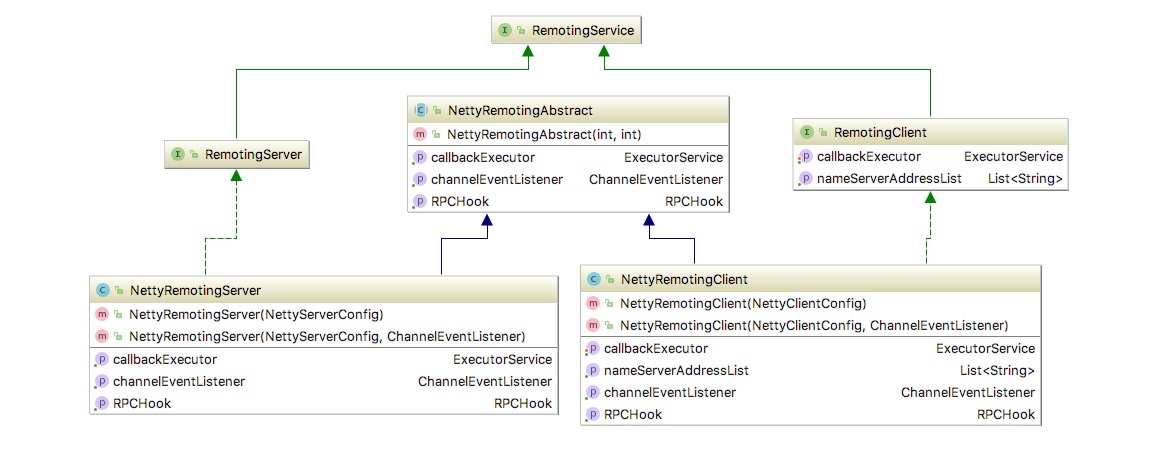 I RemotingService
C NettyRemotingAbstract
m NettyRemotingAbstract(int, int)
p callbackExecutor ExecutorService
p channelEventListener ChannelEventListener
p RPCHook RPCHook
I RemotingClient
p callbackExecutor ExecutorService
p nameServerAddressList List<String>
I RemotingServer
C NettyRemotingServer
m NettyRemotingServer(NettyServerConfig)
m NettyRemotingServer(NettyServerConfig, ChannelEventListener)
p callbackExecutor ExecutorService
p channelEventListener ChannelEventListener
p RPCHook RPCHook
C NettyRemotingClient
m NettyRemotingClient(NettyClientConfig)
m NettyRemotingClient(NettyClientConfig, ChannelEventListener)
p callbackExecutor ExecutorService
p nameServerAddressList List<String>
p channelEventListener ChannelEventListener
p RPCHook RPCHook